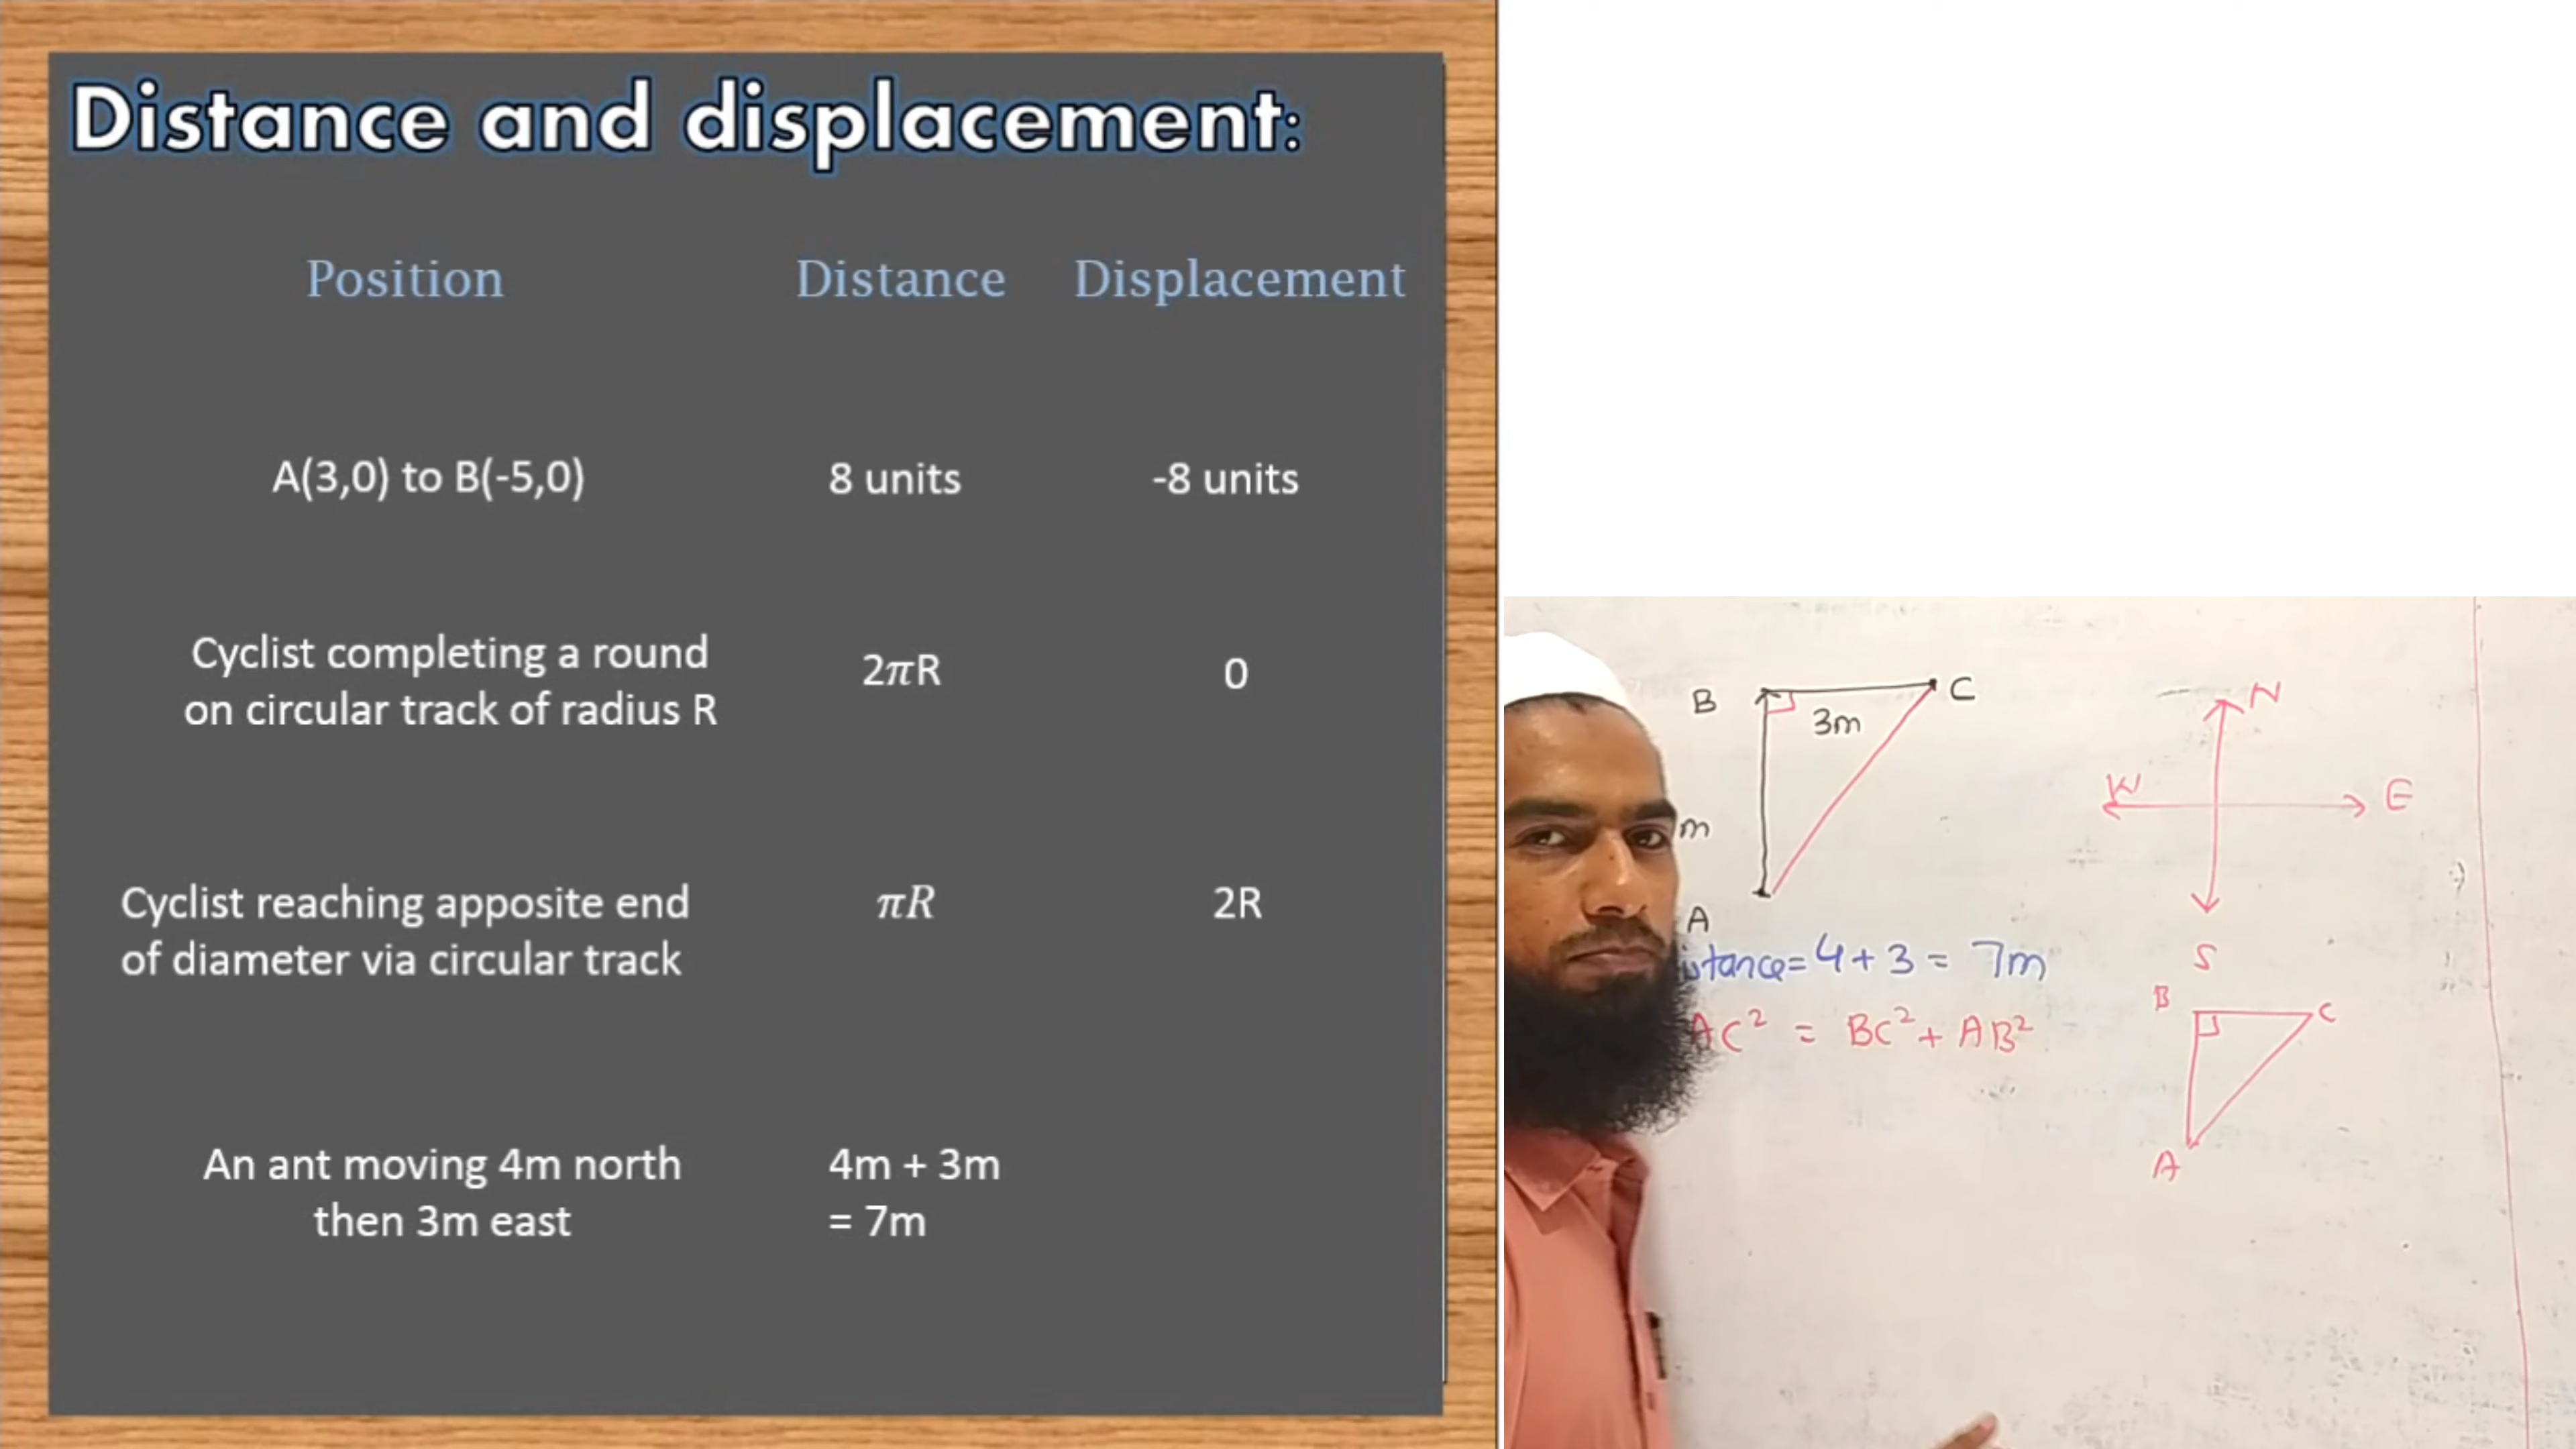 Distance and displacement:
Position Distance Displacement
A(3,0) to B(-5,0) 8 units -8 units
Cyclist completing a round
on circular track of radius R
2πR 0
Cyclist reaching apposite end
of diameter via circular track
πR 2R
An ant moving 4m north
then 3m east
4m + 3m
= 7m
B C
3m
m
A
istance = 4 + 3 = 7m
AC² = BC² + AB²
N
W E
S
B C
A